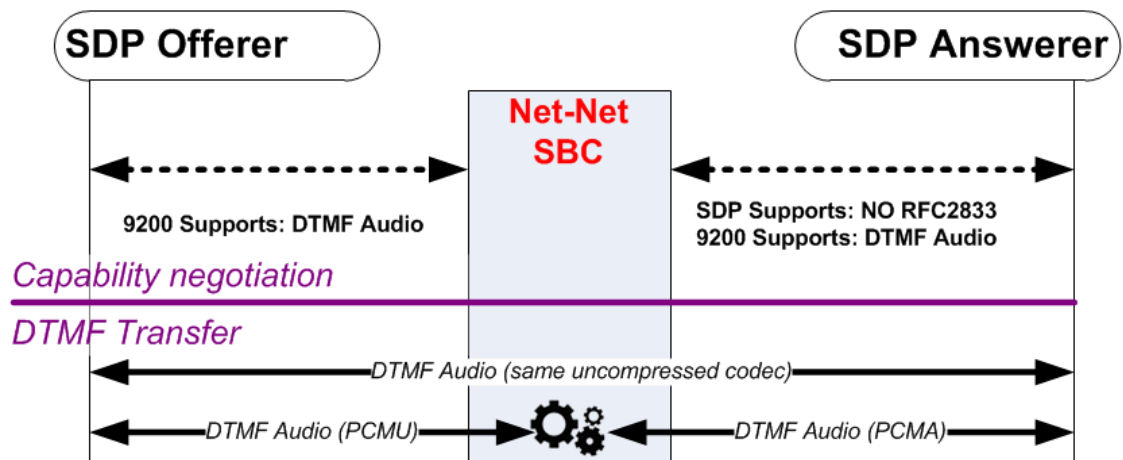 SDP Offerer
SDP Answerer
Net-Net
SBC
9200 Supports: DTMF Audio
SDP Supports: NO RFC2833
9200 Supports: DTMF Audio
Capability negotiation
DTMF Transfer
DTMF Audio (same uncompressed codec)
DTMF Audio (PCMU)
DTMF Audio (PCMA)